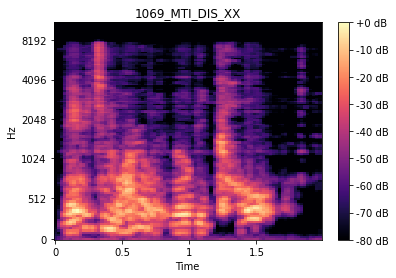 1069_MTI_DIS_XX
8192
4096
2048
1024
512
0
Hz
0
0.5
1
1.5
Time
+0 dB
-10 dB
-20 dB
-30 dB
-40 dB
-50 dB
-60 dB
-70 dB
-80 dB